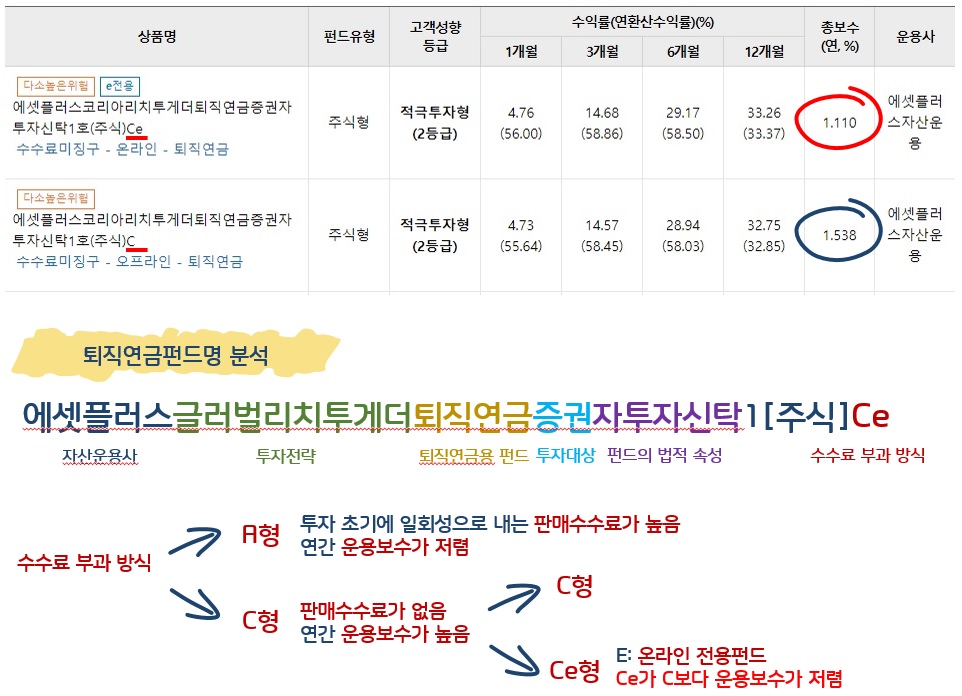 상품명 펀드유형 고객성향 등급 수익률(연환산수익률)(%) 총보수 (연, %) 운용사
1개월 3개월 6개월 12개월
다소높은위험 e전용
에셋플러스코리아리치투게더퇴직연금증권자
투자신탁1호(주식)Ce
수수료미징구 - 온라인 - 퇴직연금
주식형
적극투자형
(2등급)
4.76 14.68 29.17 33.26
(56.00) (58.86) (58.50) (33.37)
1.110
에셋플러
스자산운
용
다소높은위험
에셋플러스코리아리치투게더퇴직연금증권자
투자신탁1호(주식)C
수수료미징구 - 오프라인 - 퇴직연금
주식형
적극투자형
(2등급)
4.73 14.57 28.94 32.75
(55.64) (58.45) (58.03) (32.85)
1.538
에셋플러
스자산운
용
퇴직연금펀드명 분석
에셋플러스글러벌리치투게더퇴직연금증권자투자신탁1[주식]Ce
자산운용사 투자전략 퇴직연금용 펀드 투자대상 펀드의 법적 속성 수수료 부과 방식
수수료 부과 방식
A형
투자 초기에 일회성으로 내는 판매수수료가 높음
연간 운용보수가 저렴
C형
판매수수료가 없음
연간 운용보수가 높음
C형
Ce형
E: 온라인 전용펀드
Ce가 C보다 운용보수가 저렴